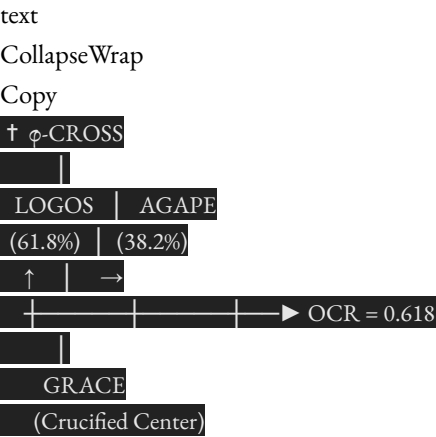 text
CollapseWrap
Copy
✝ φ-CROSS
│
LOGOS │ AGAPE
(61.8%) │ (38.2%)
↑ │ →
─┼─────┼─────┼──► OCR = 0.618
│
GRACE
(Crucified Center)